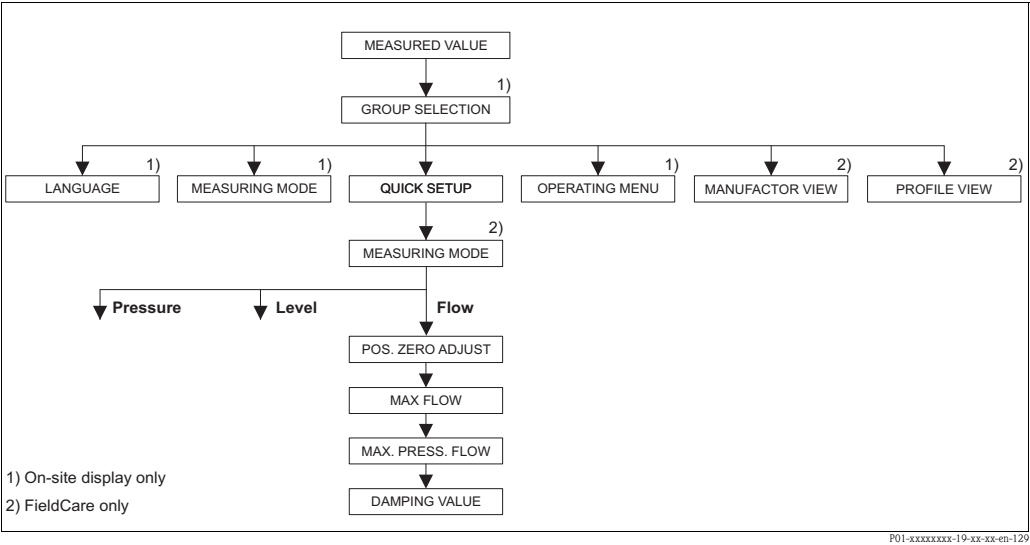 MEASURED VALUE
1)
GROUP SELECTION
1)
1)
1)
2)
2)
LANGUAGE
MEASURING MODE
QUICK SETUP
OPERATING MENU
MANUFACTOR VIEW
PROFILE VIEW
2)
MEASURING MODE
Pressure
Level
Flow
POS. ZERO ADJUST
MAX FLOW
MAX. PRESS. FLOW
DAMPING VALUE
1) On-site display only
2) FieldCare only
P01-xxxxxxxx-19-xx-xx-en-129